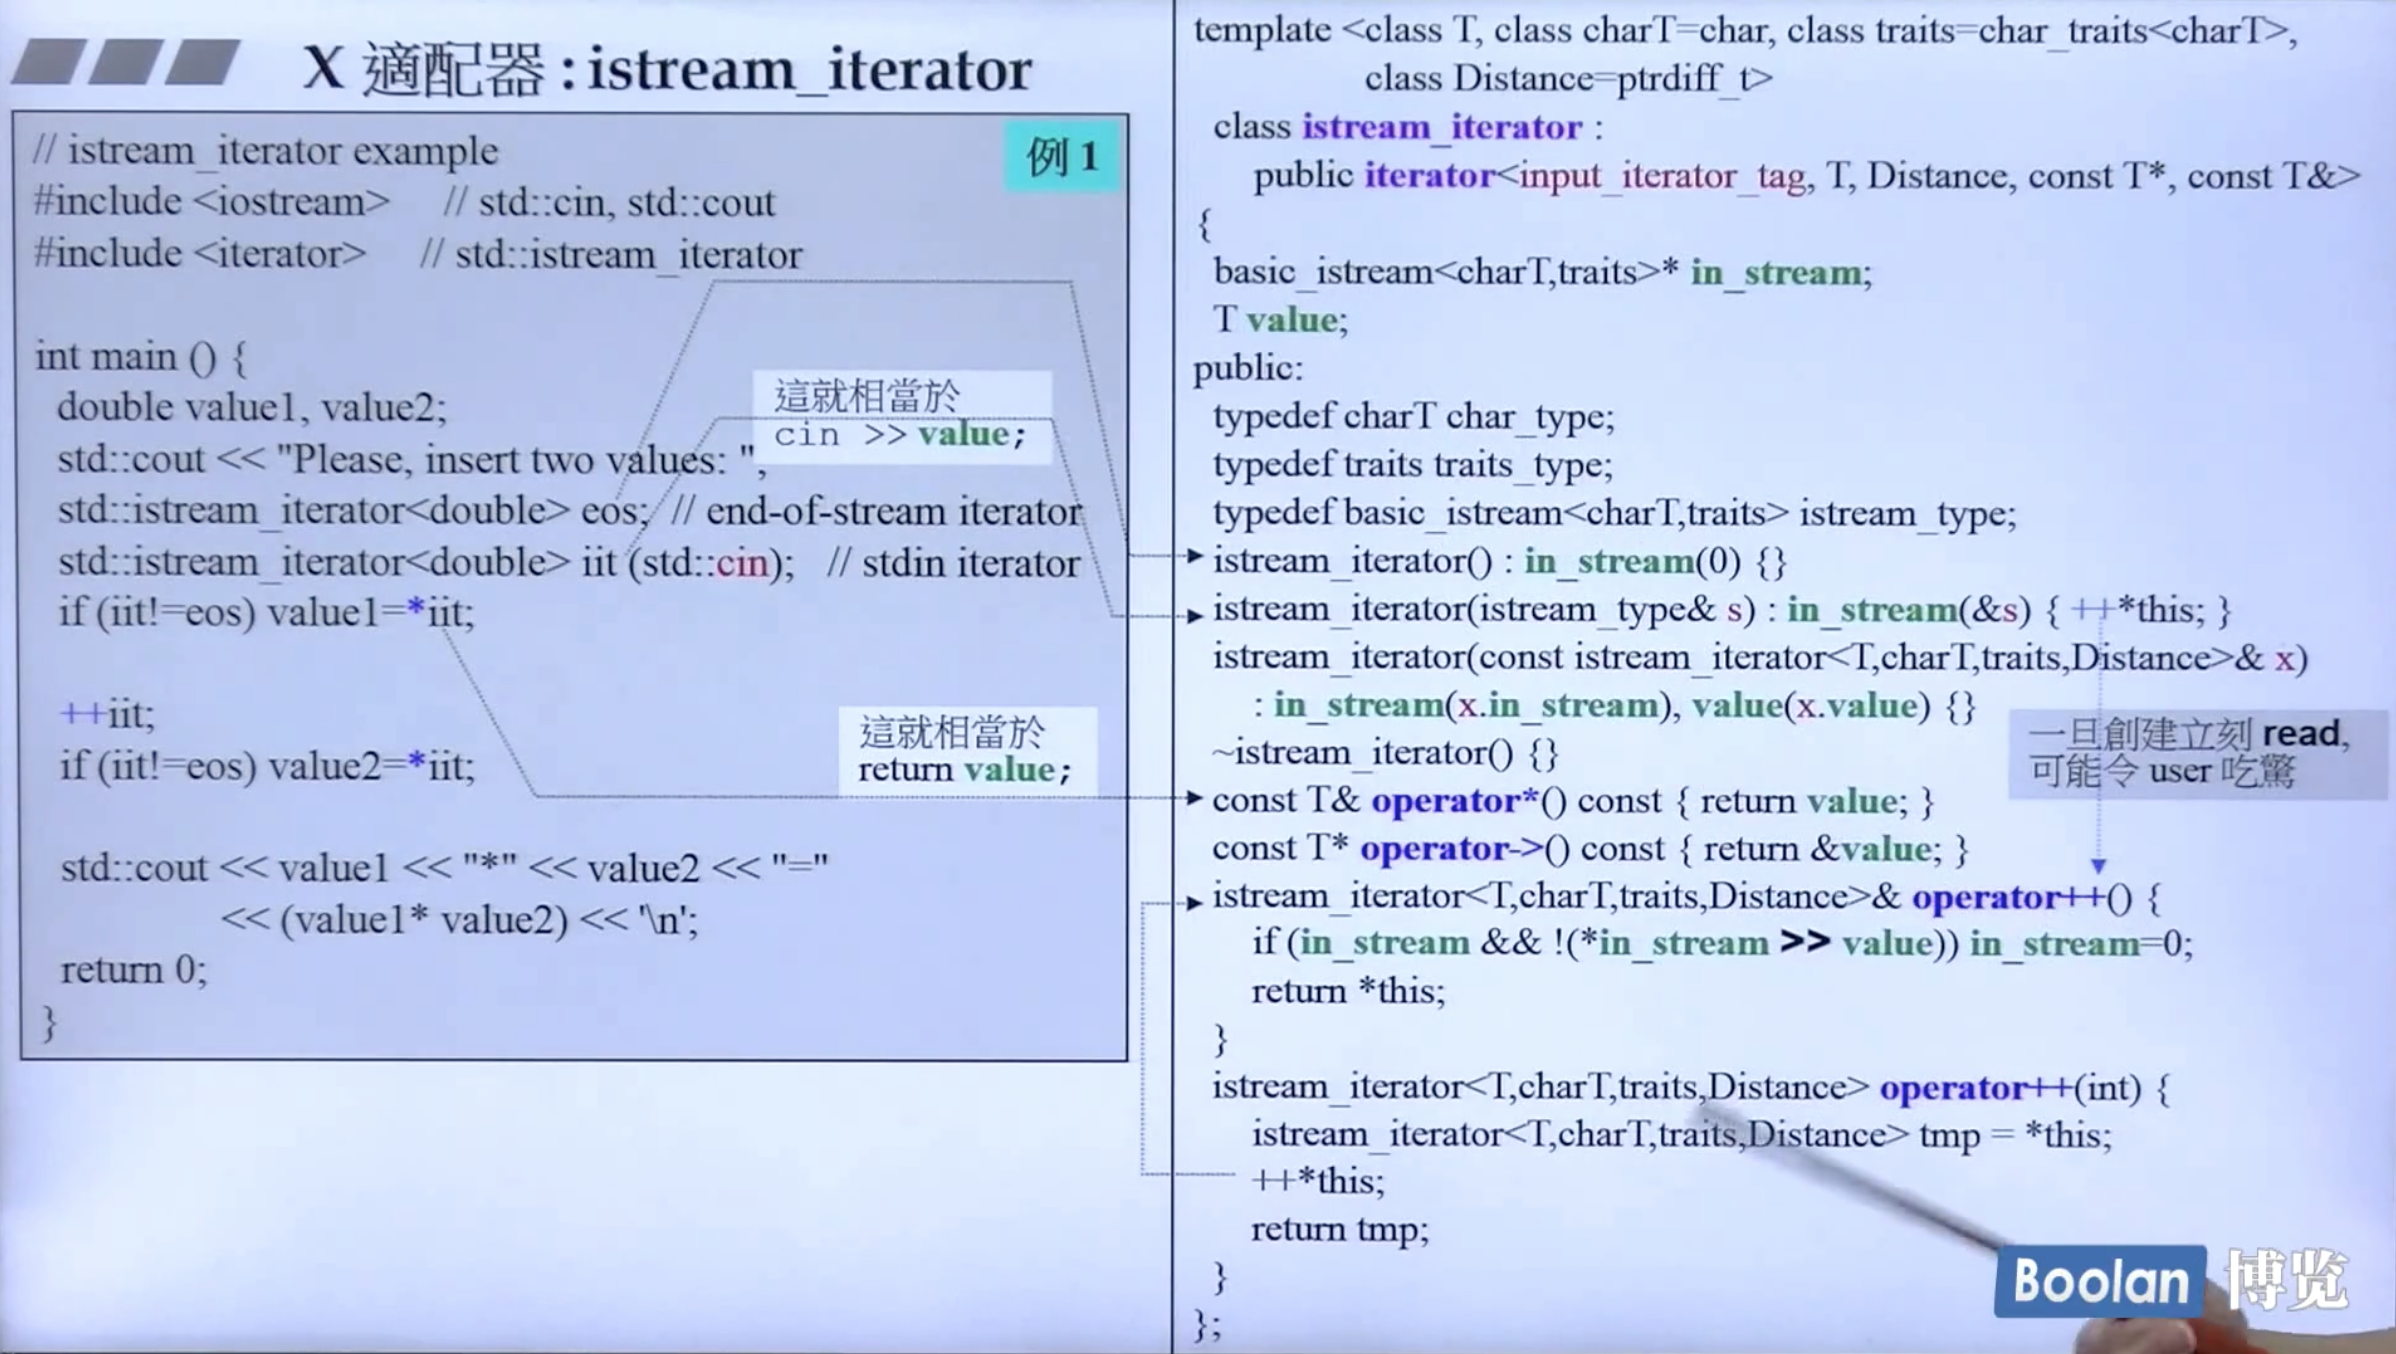 X 適配器 : istream_iterator
// istream_iterator example
例 1
#include <iostream> // std::cin, std::cout
#include <iterator> // std::istream_iterator
int main () {
double value1, value2;
std::cout << "Please, insert two values: ";
std::istream_iterator<double> eos; // end-of-stream iterator
std::istream_iterator<double> iit (std::cin); // stdin iterator
if (iit!=eos) value1=*iit;
++iit;
if (iit!=eos) value2=*iit;
std::cout << value1 << "*" << value2 << "="
<< (value1* value2) << '\n';
return 0;
}
這就相當於
cin >> value;
這就相當於
return value;
template <class T, class charT=char, class traits=char_traits<charT>,
class Distance=ptrdiff_t>
class istream_iterator :
public iterator<input_iterator_tag, T, Distance, const T*, const T&>
{
basic_istream<charT,traits>* in_stream;
T value;
public:
typedef charT char_type;
typedef traits traits_type;
typedef basic_istream<charT,traits> istream_type;
istream_iterator() : in_stream(0) {}
istream_iterator(istream_type& s) : in_stream(&s) { ++*this; }
istream_iterator(const istream_iterator<T,charT,traits,Distance>& x)
: in_stream(x.in_stream), value(x.value) {}
~istream_iterator() {}
const T& operator*() const { return value; }
const T* operator->() const { return &value; }
istream_iterator<T,charT,traits,Distance>& operator++() {
if (in_stream && !(*in_stream >> value)) in_stream=0;
return *this;
}
istream_iterator<T,charT,traits,Distance> operator++(int) {
istream_iterator<T,charT,traits,Distance> tmp = *this;
++*this;
return tmp;
}
};
一旦創建立刻 read,
可能令 user 吃驚
Boolan 博览